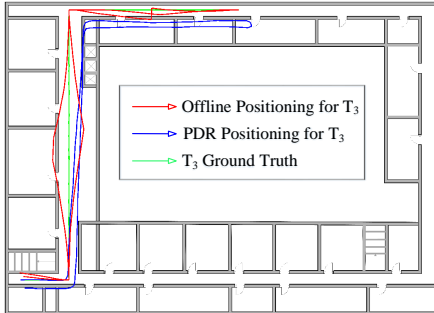 Offline Positioning for T₃
PDR Positioning for T₃
T₃ Ground Truth